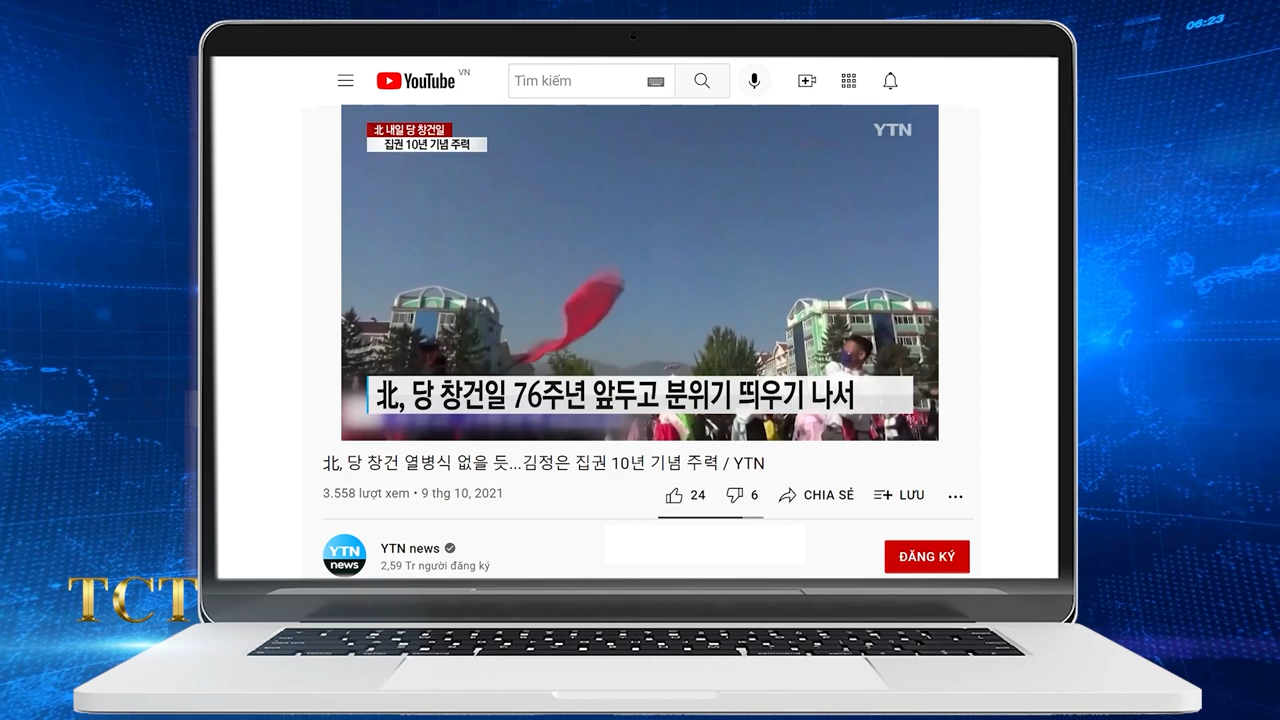 06:23
YouTube VN
Tìm kiếm
北 내일 당 창건일
집권 10년 기념 주력
YTN
北, 당 창건일 76주년 앞두고 분위기 띄우기 나서
北, 당 창건 열병식 없을 듯...김정은 집권 10년 기념 주력 / YTN
3.558 lượt xem • 9 thg 10, 2021
24
6
CHIA SẺ
LƯU
YTN
news
YTN news
2,59 Tr người đăng ký
ĐĂNG KÝ
TCT